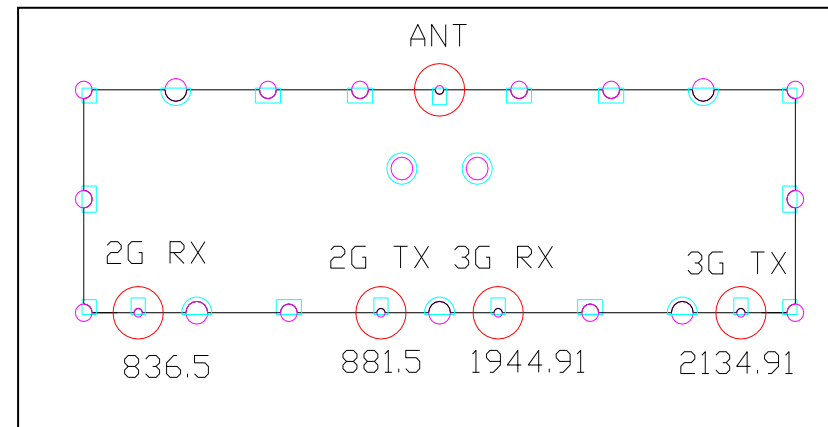 ANT
2G RX
2G TX
3G RX
3G TX
836.5
881.5
1944.91
2134.91